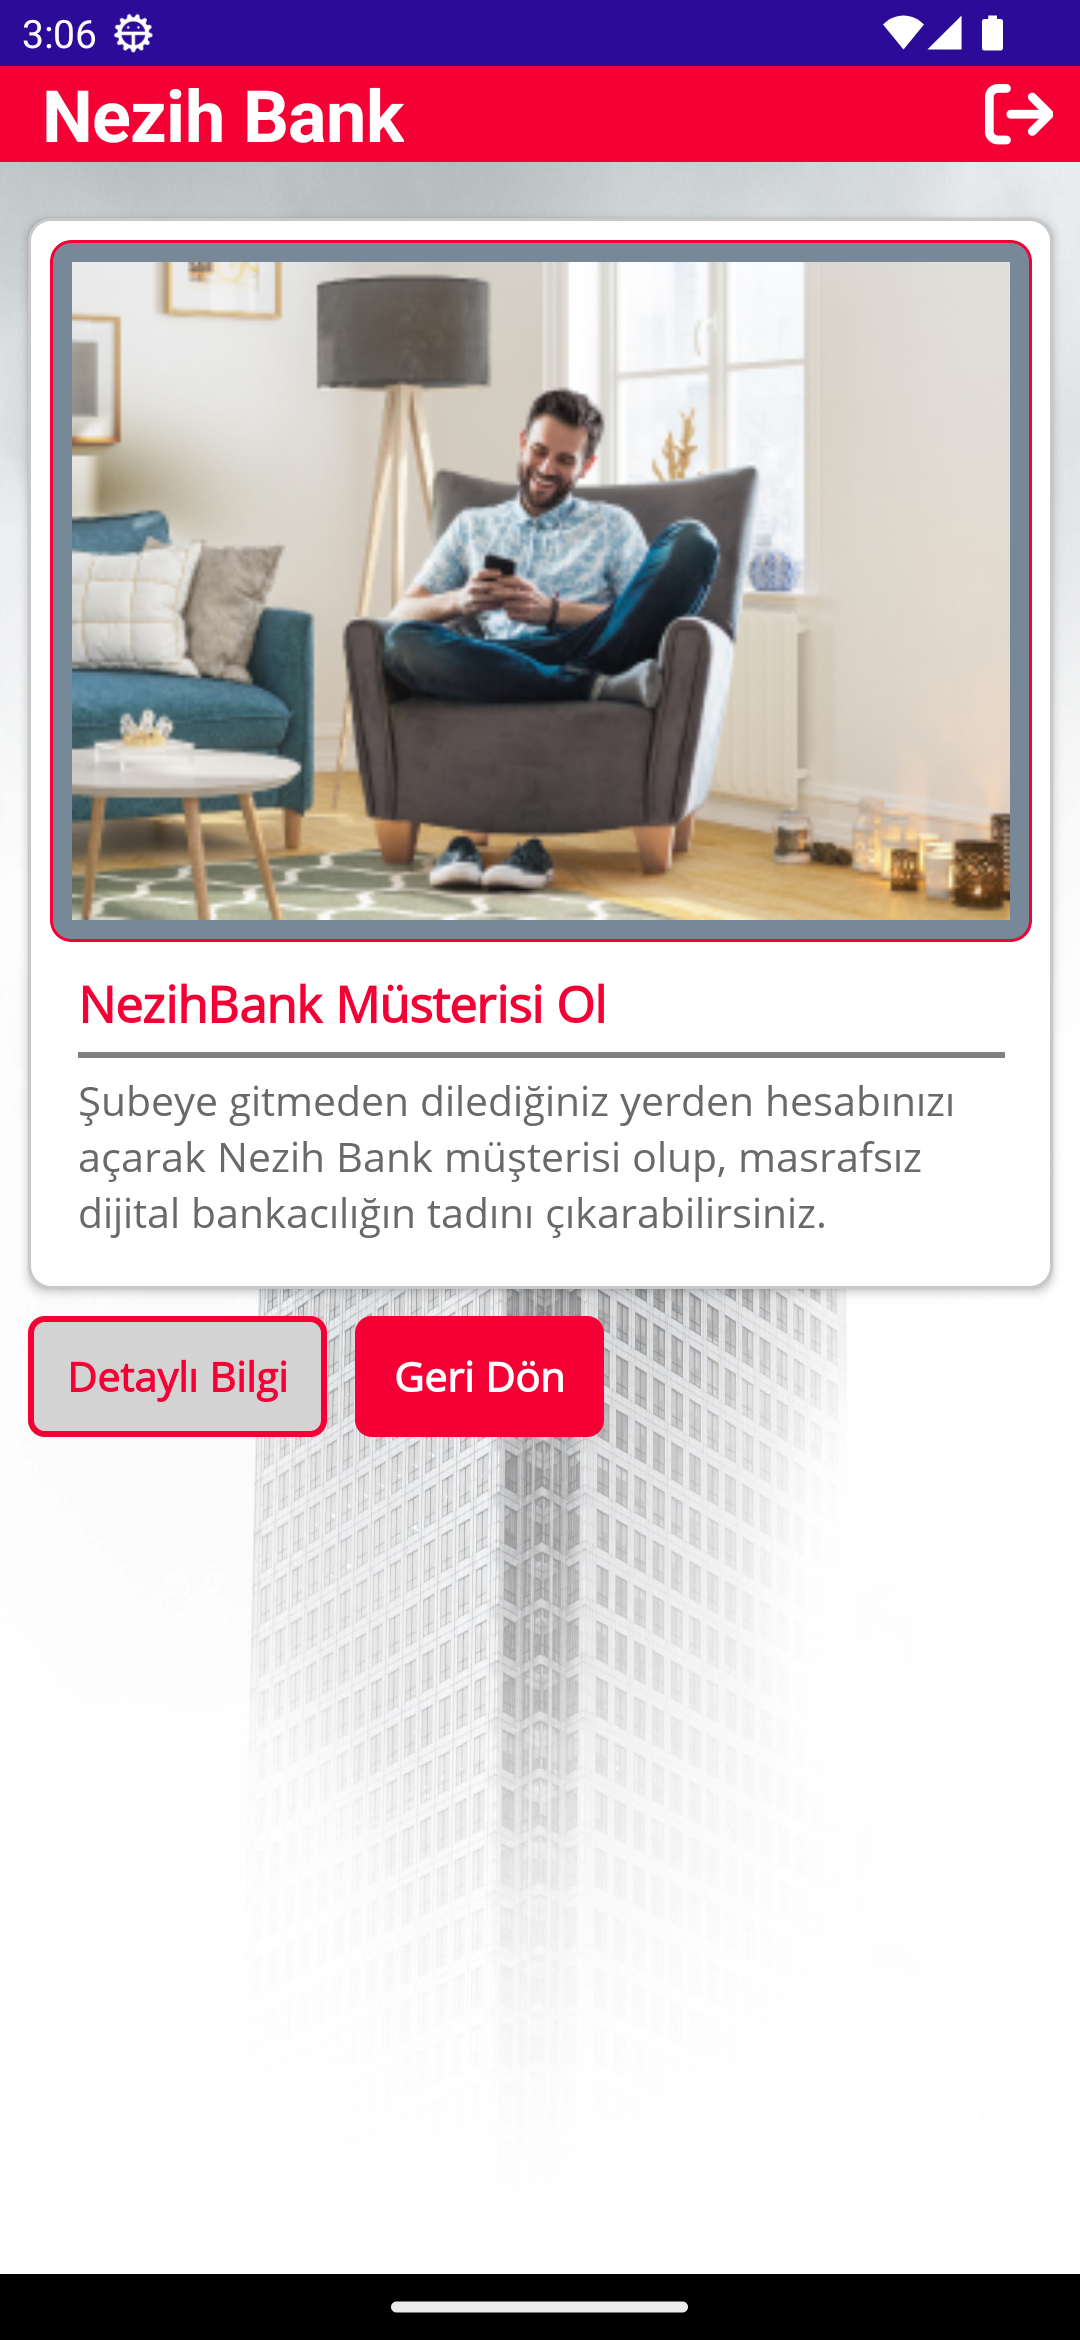 3:06
Nezih Bank
NezihBank Müsterisi Ol
Şubeye gitmeden dilediğiniz yerden hesabınızı
açarak Nezih Bank müşterisi olup, masrafsız
dijital bankacılığın tadını çıkarabilirsiniz.
Detaylı Bilgi
Geri Dön